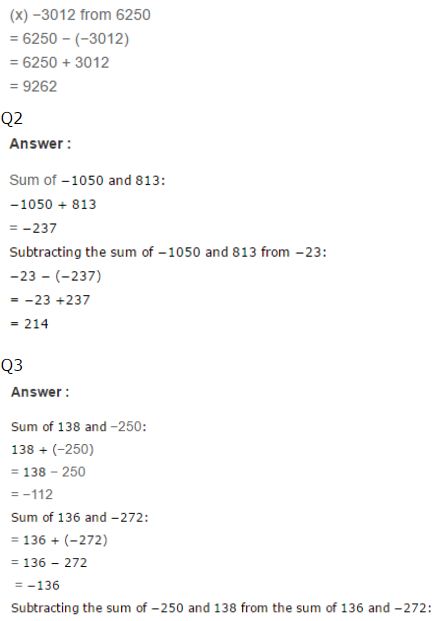 (x) −3012 from 6250
= 6250 − (−3012)
= 6250 + 3012
= 9262
Q2
Answer :
Sum of −1050 and 813:
−1050 + 813
= −237
Subtracting the sum of −1050 and 813 from −23:
−23 − (−237)
= −23 +237
= 214
Q3
Answer :
Sum of 138 and −250:
138 + (−250)
= 138 − 250
= −112
Sum of 136 and −272:
= 136 + (−272)
= 136 − 272
= −136
Subtracting the sum of −250 and 138 from the sum of 136 and −272: